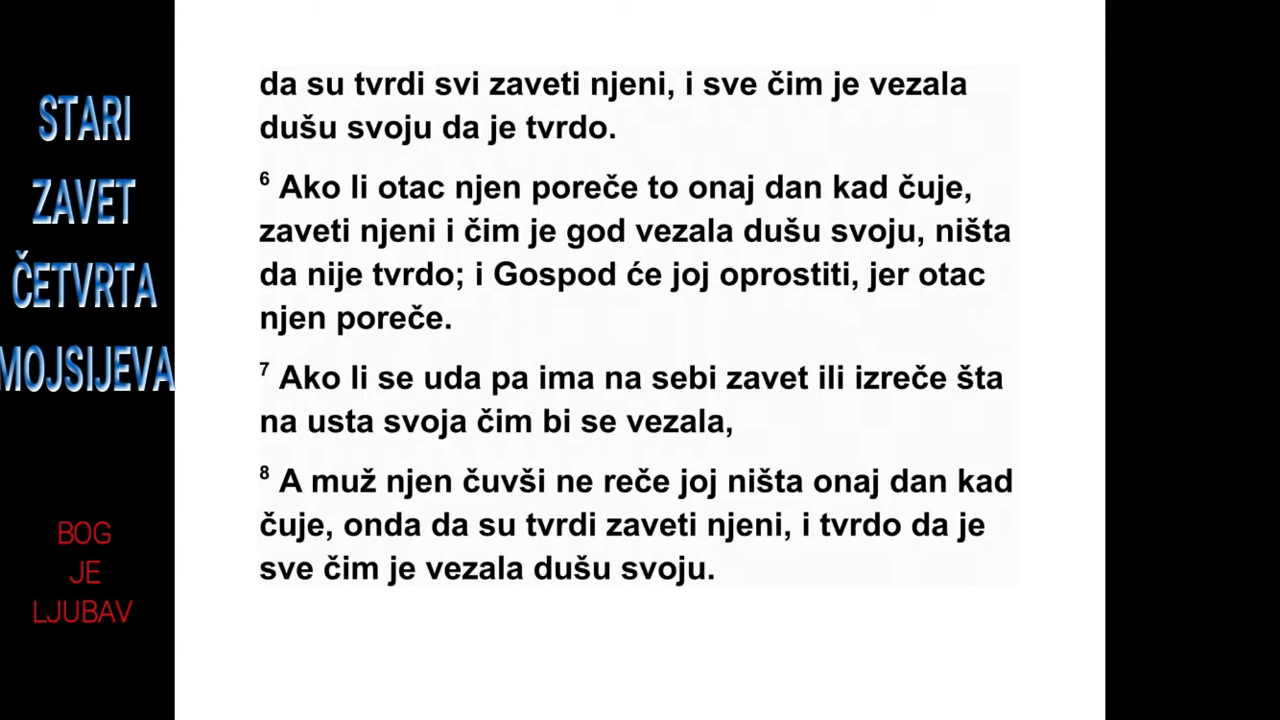 STARI
ZAVET
ČETVRTA
MOJSIJEVA
BOG
JE
LJUBAV
da su tvrdi svi zaveti njeni, i sve čim je vezala
dušu svoju da je tvrdo.
6 Ako li otac njen poreče to onaj dan kad čuje,
zaveti njeni i čim je god vezala dušu svoju, ništa
da nije tvrdo; i Gospod će joj oprostiti, jer otac
njen poreče.
7 Ako li se uda pa ima na sebi zavet ili izreče šta
na usta svoja čim bi se vezala,
8 A muž njen čuvši ne reče joj ništa onaj dan kad
čuje, onda da su tvrdi zaveti njeni, i tvrdo da je
sve čim je vezala dušu svoju.